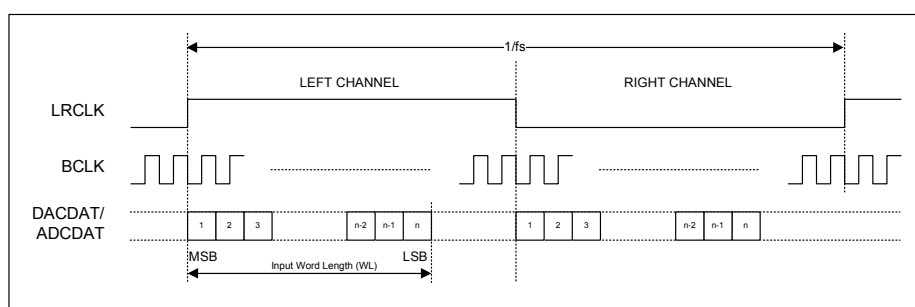 1/fs
LEFT CHANNEL RIGHT CHANNEL
LRCLK
BCLK
DACDAT/
ADCDAT
1 2 3 n-2 n-1 n 1 2 3 n-2 n-1 n
MSB LSB
Input Word Length (WL)